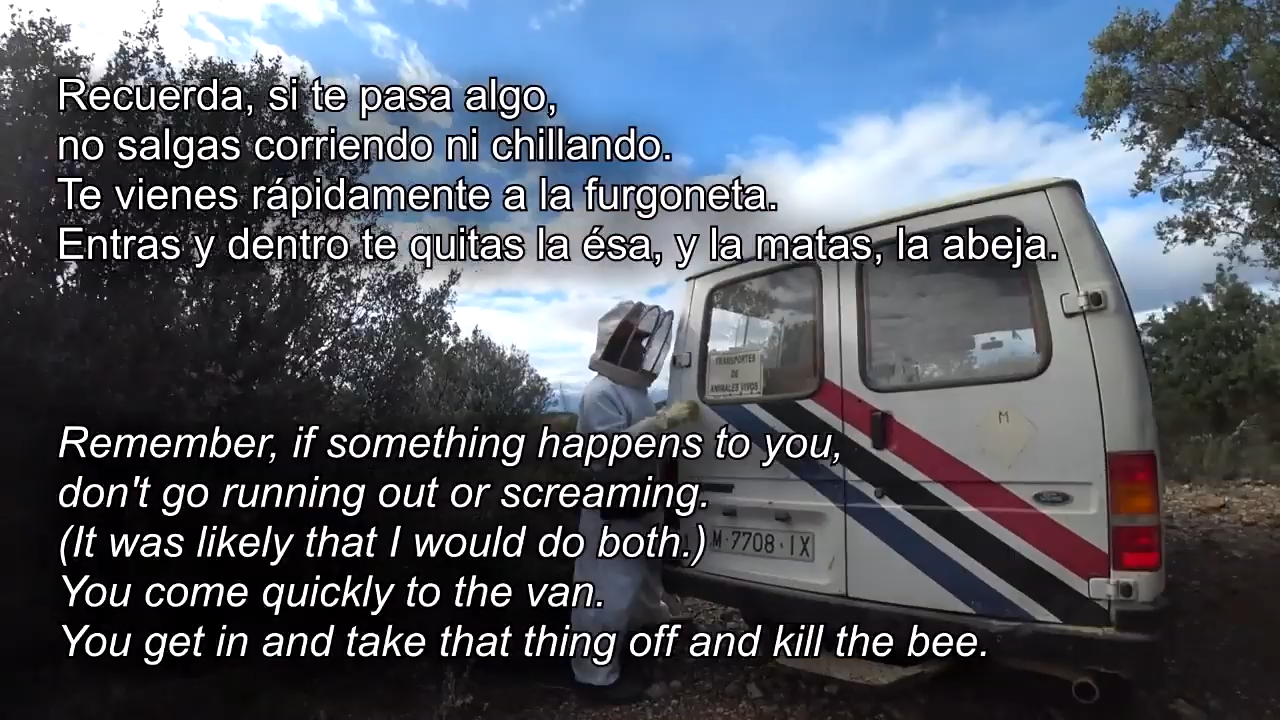 Recuerda, si te pasa algo,
no salgas corriendo ni chillando.
Te vienes rápidamente a la furgoneta.
Entras y dentro te quitas la ésa, y la matas, la abeja.
TRANSPORTES
DE
ANIMALES VIVOS
M
Remember, if something happens to you,
don't go running out or screaming.
(It was likely that I would do both.)
You come quickly to the van.
You get in and take that thing off and kill the bee.
Ford
M·7708·IX